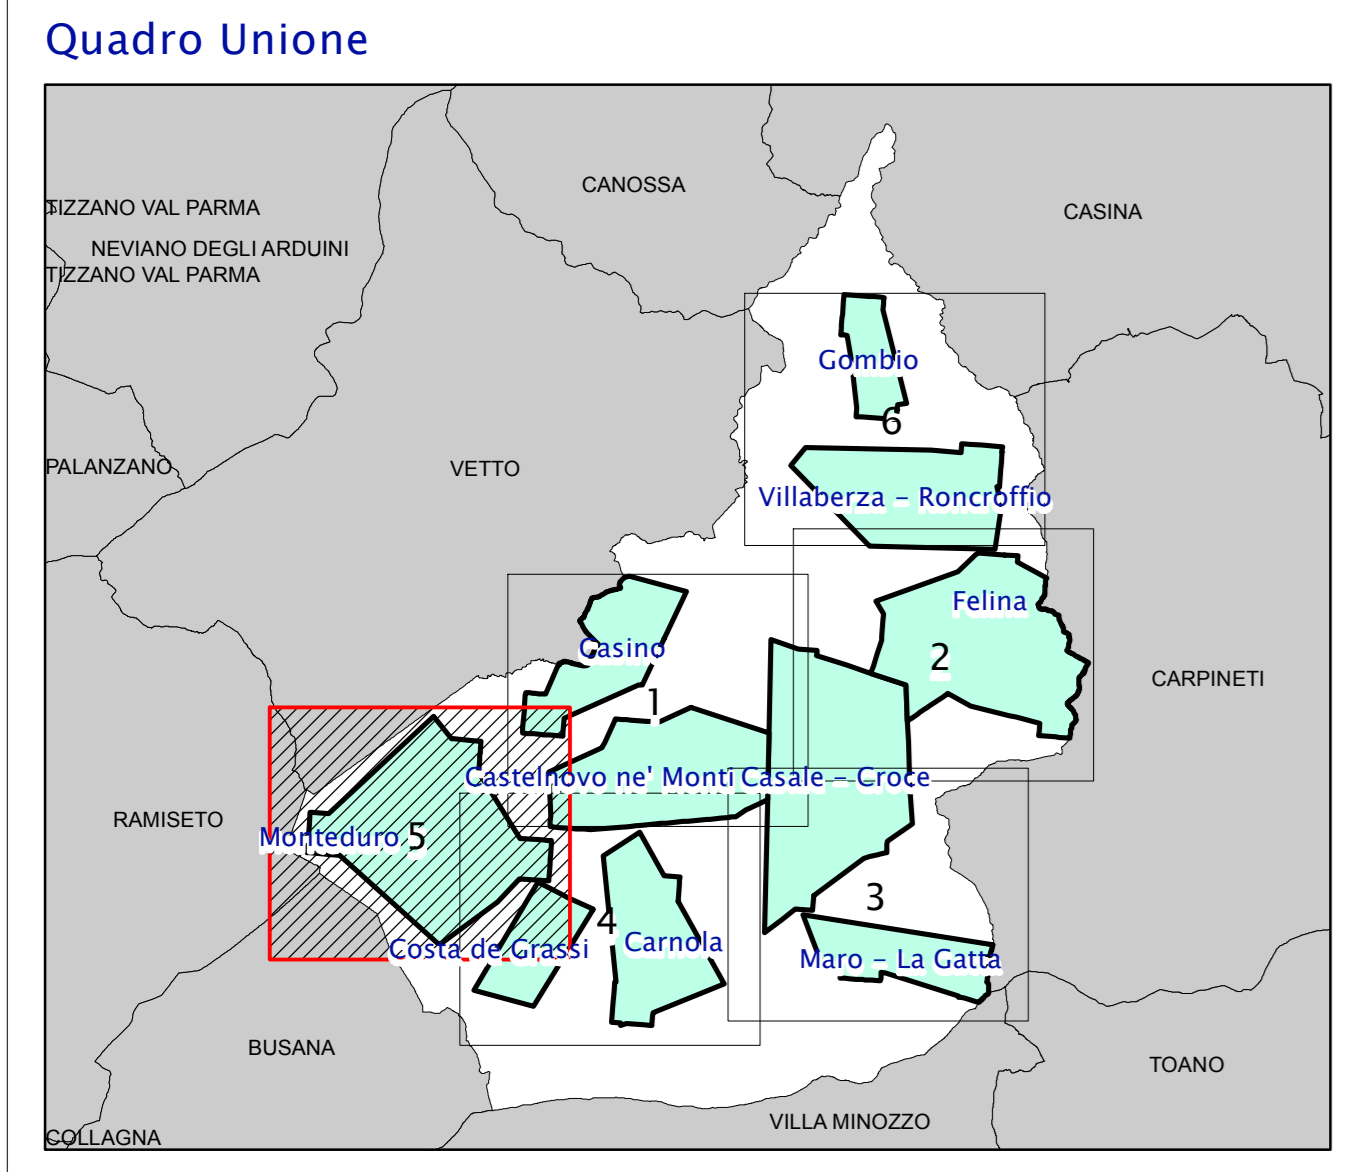 Quadro Unione
CANOSSA
TIZZANO VAL PARMA
CASINA
NEVIANO DEGLI ARDUINI
TIZZANO VAL PARMA
Gombio
6
PALANZANO
VETTO
Villaberza – Roncroffio
Felina
Casino
2
CARPINETI
1
Castelnovo ne' Monti
Casale – Croce
RAMISETO
Monteduro
5
3
4
Carnola
Costa de Grassi
Maro – La Gatta
BUSANA
TOANO
VILLA MINOZZO
COLLAGNA